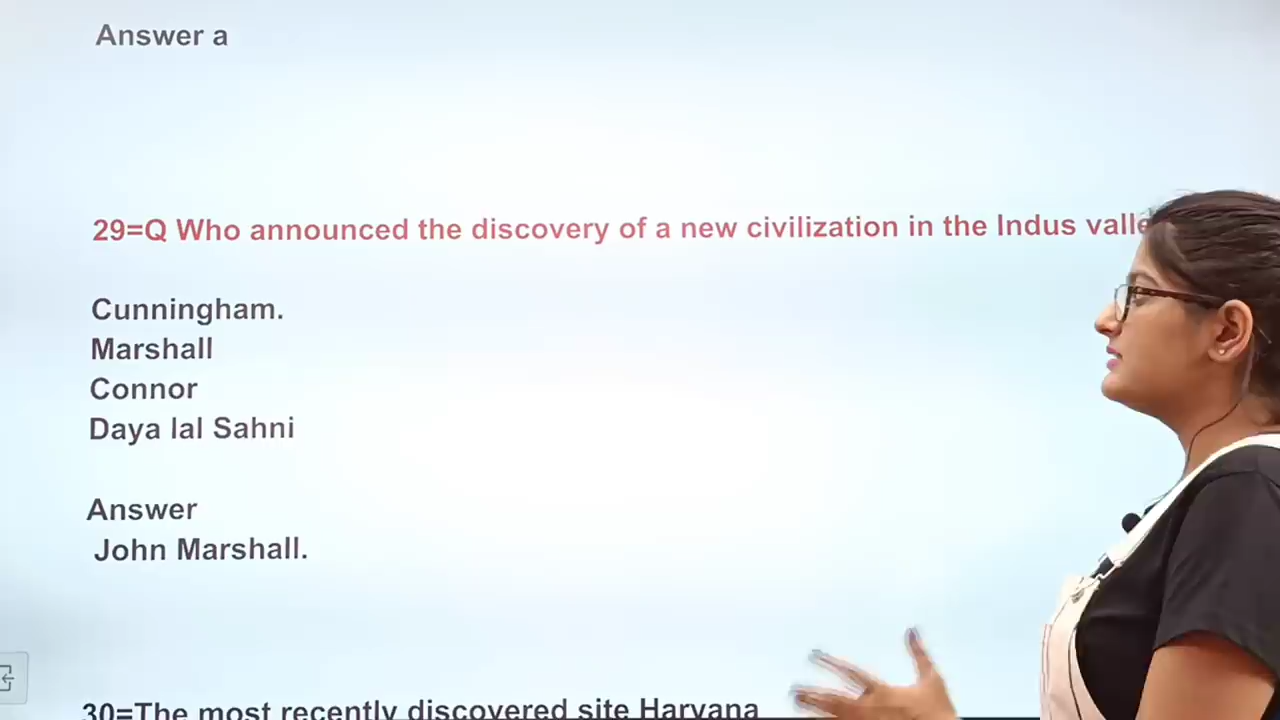 Answer a
29=Q Who announced the discovery of a new civilization in the Indus valle
Cunningham.
Marshall
Connor
Daya lal Sahni
Answer
John Marshall.
30=The most recently discovered site Haryana